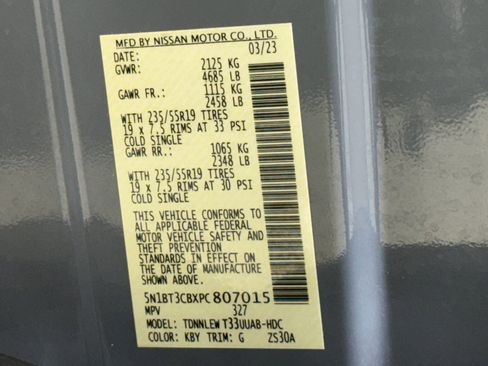 MFD BY NISSAN MOTOR CO., LTD.
DATE: 03/23
GVWR: 2125 KG
4685 LB
GAWR FR.: 1115 KG
2458 LB
WITH 235/55R19 TIRES
19 x 7.5 RIMS AT 33 PSI
COLD SINGLE
GAWR RR.: 1065 KG
2348 LB
WITH 235/55R19 TIRES
19 x 7.5 RIMS AT 30 PSI
COLD SINGLE
THIS VEHICLE CONFORMS TO
ALL APPLICABLE FEDERAL
MOTOR VEHICLE SAFETY AND
THEFT PREVENTION
STANDARDS IN EFFECT ON
THE DATE OF MANUFACTURE
SHOWN ABOVE.
5N1BT3CBXPC807015
MPV 327
MODEL: TDNNLEW T33UUAB-HDC
COLOR: KBY TRIM: G ZS30A